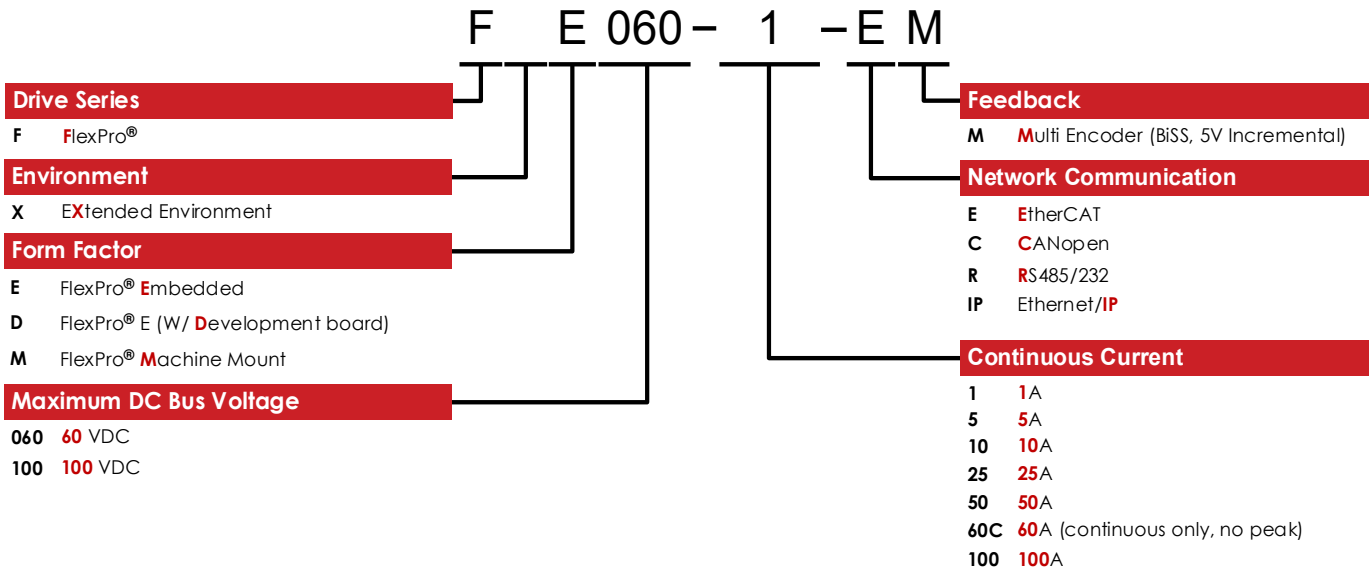 F E 060 – 1 – E M
Drive Series
F FlexPro®
Environment
X EXtended Environment
Form Factor
E FlexPro® Embedded
D FlexPro® E (W/ Development board)
M FlexPro® Machine Mount
Maximum DC Bus Voltage
060 60 VDC
100 100 VDC
Feedback
M Multi Encoder (BiSS, 5V Incremental)
Network Communication
E EtherCAT
C CANopen
R RS485/232
IP Ethernet/IP
Continuous Current
1 1A
5 5A
10 10A
25 25A
50 50A
60C 60A (continuous only, no peak)
100 100A